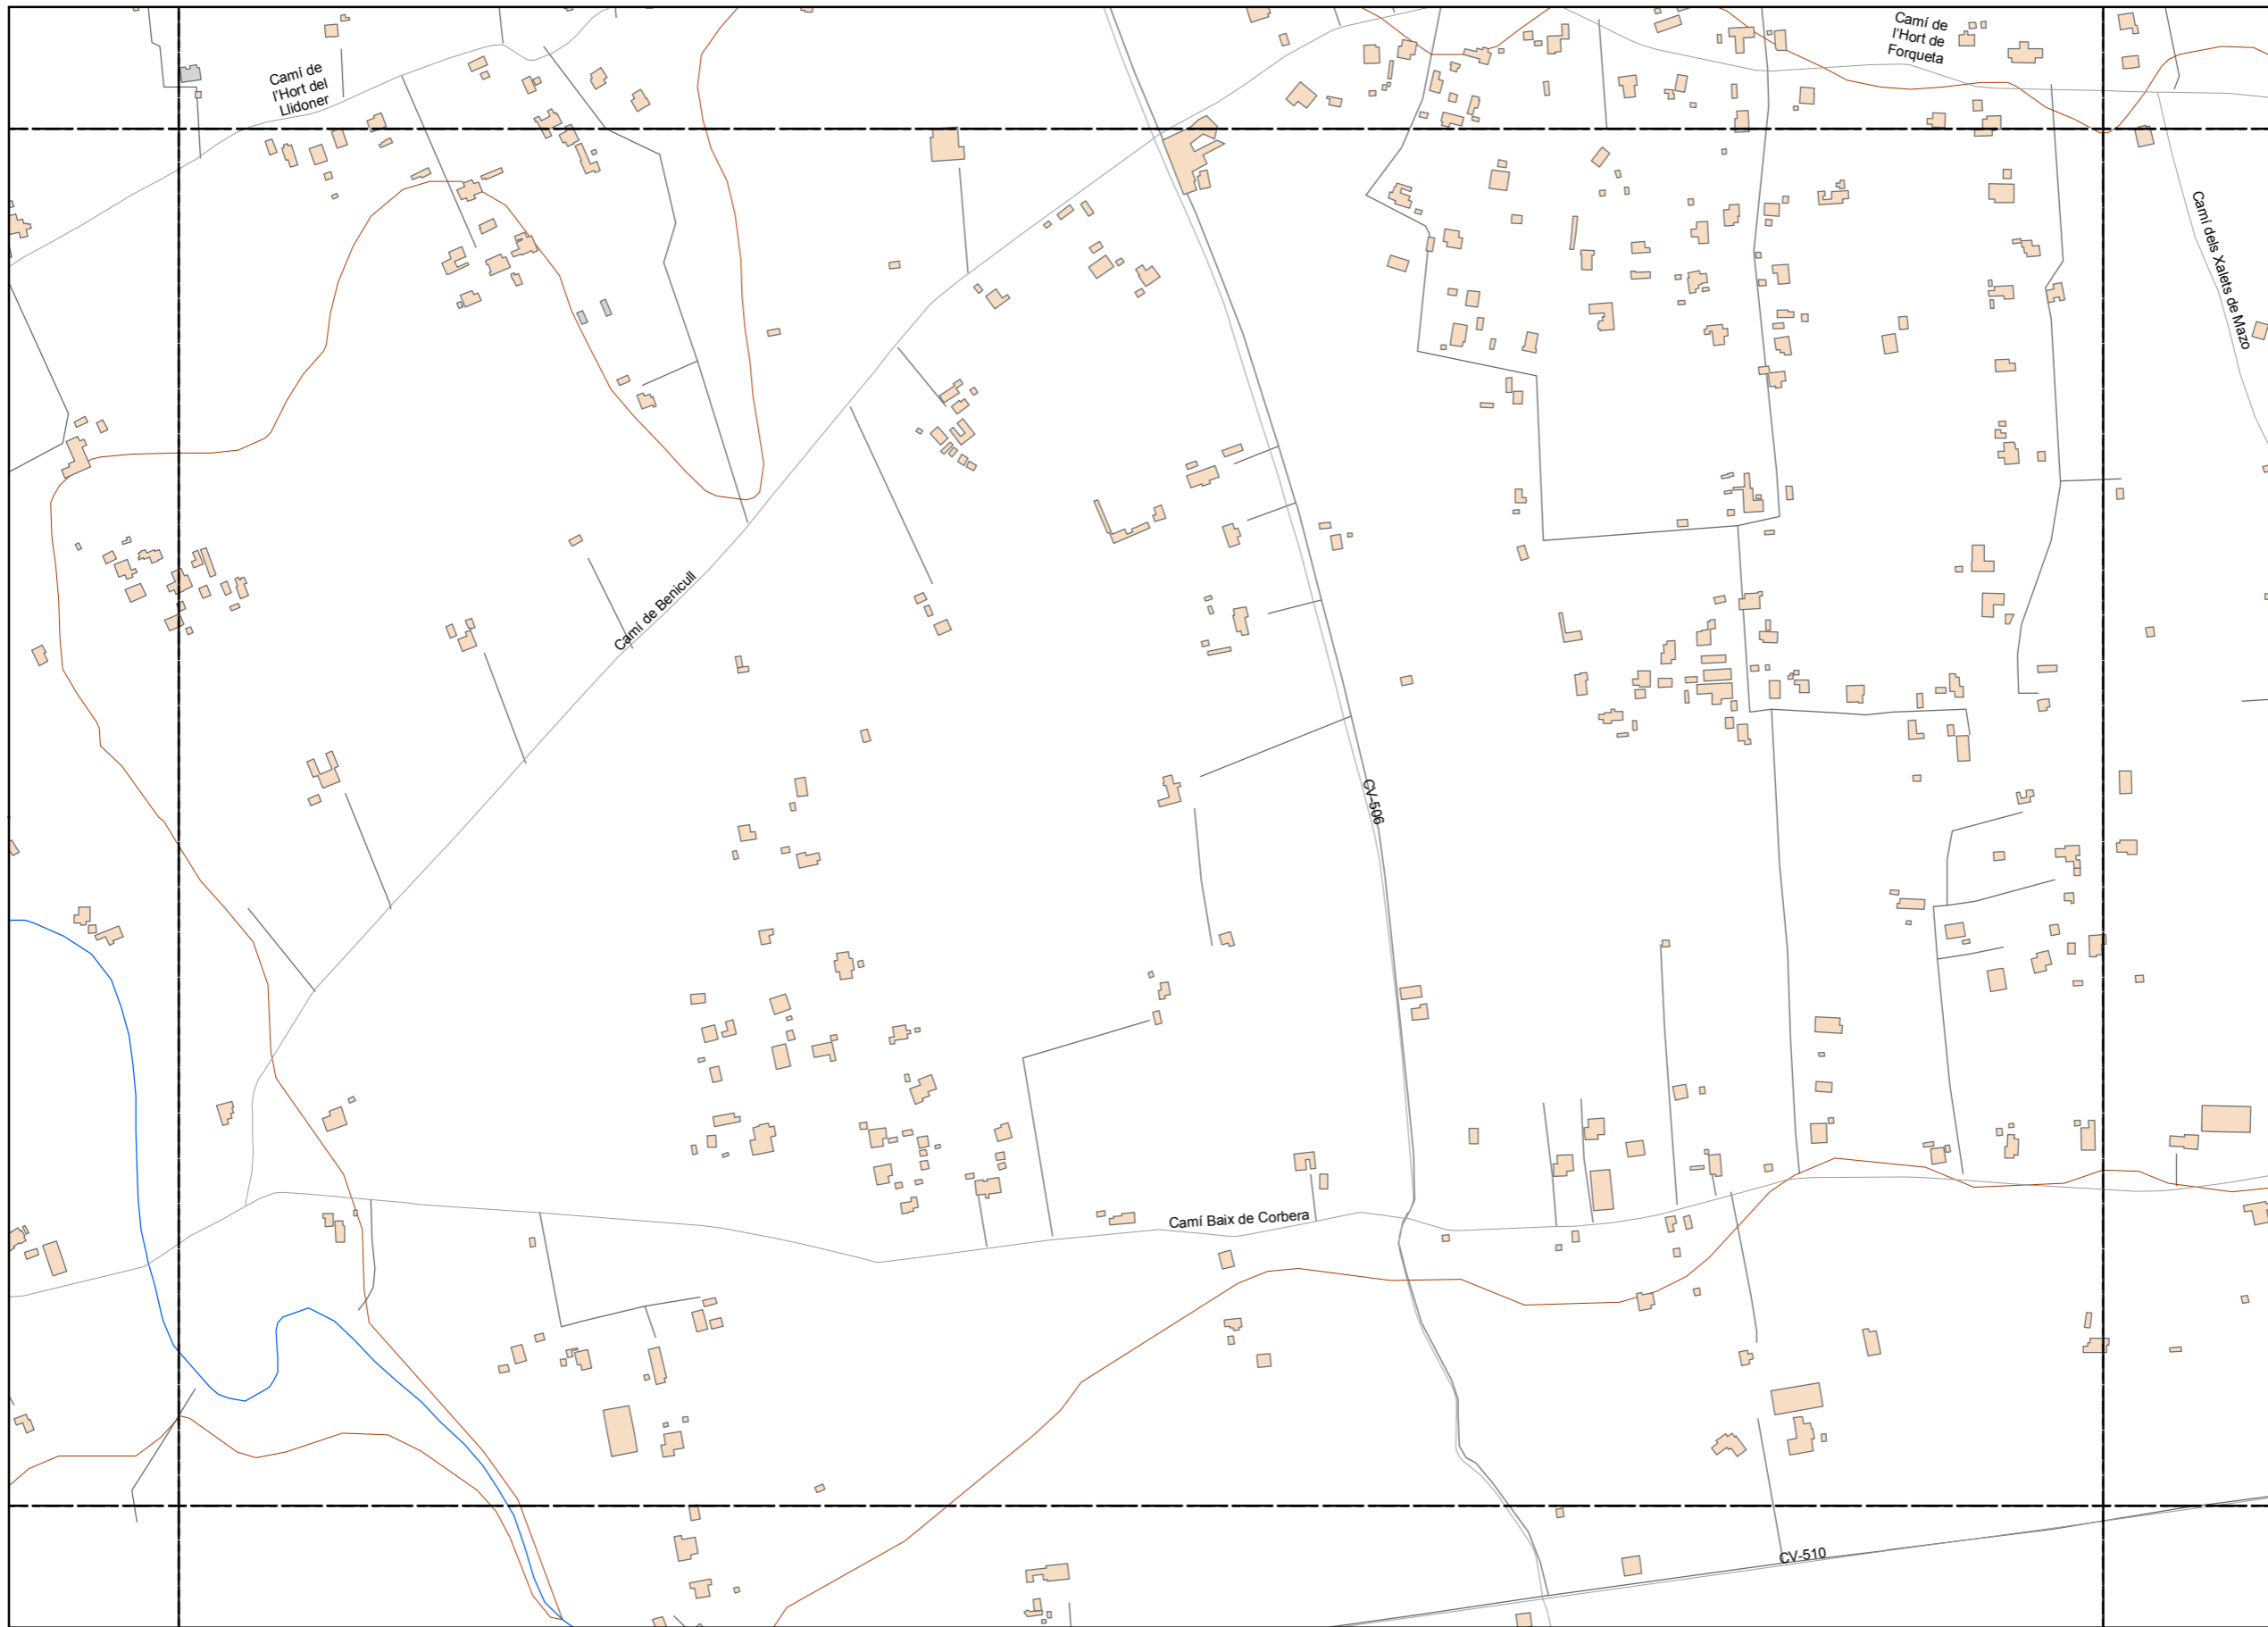 Camí de
l'Hort de
Forqueta
Camí de
l'Hort del
Llidoner
Camí dels Xalets de Mazo
Camí de Benicull
CV-506
Camí Baix de Corbera
CV-510